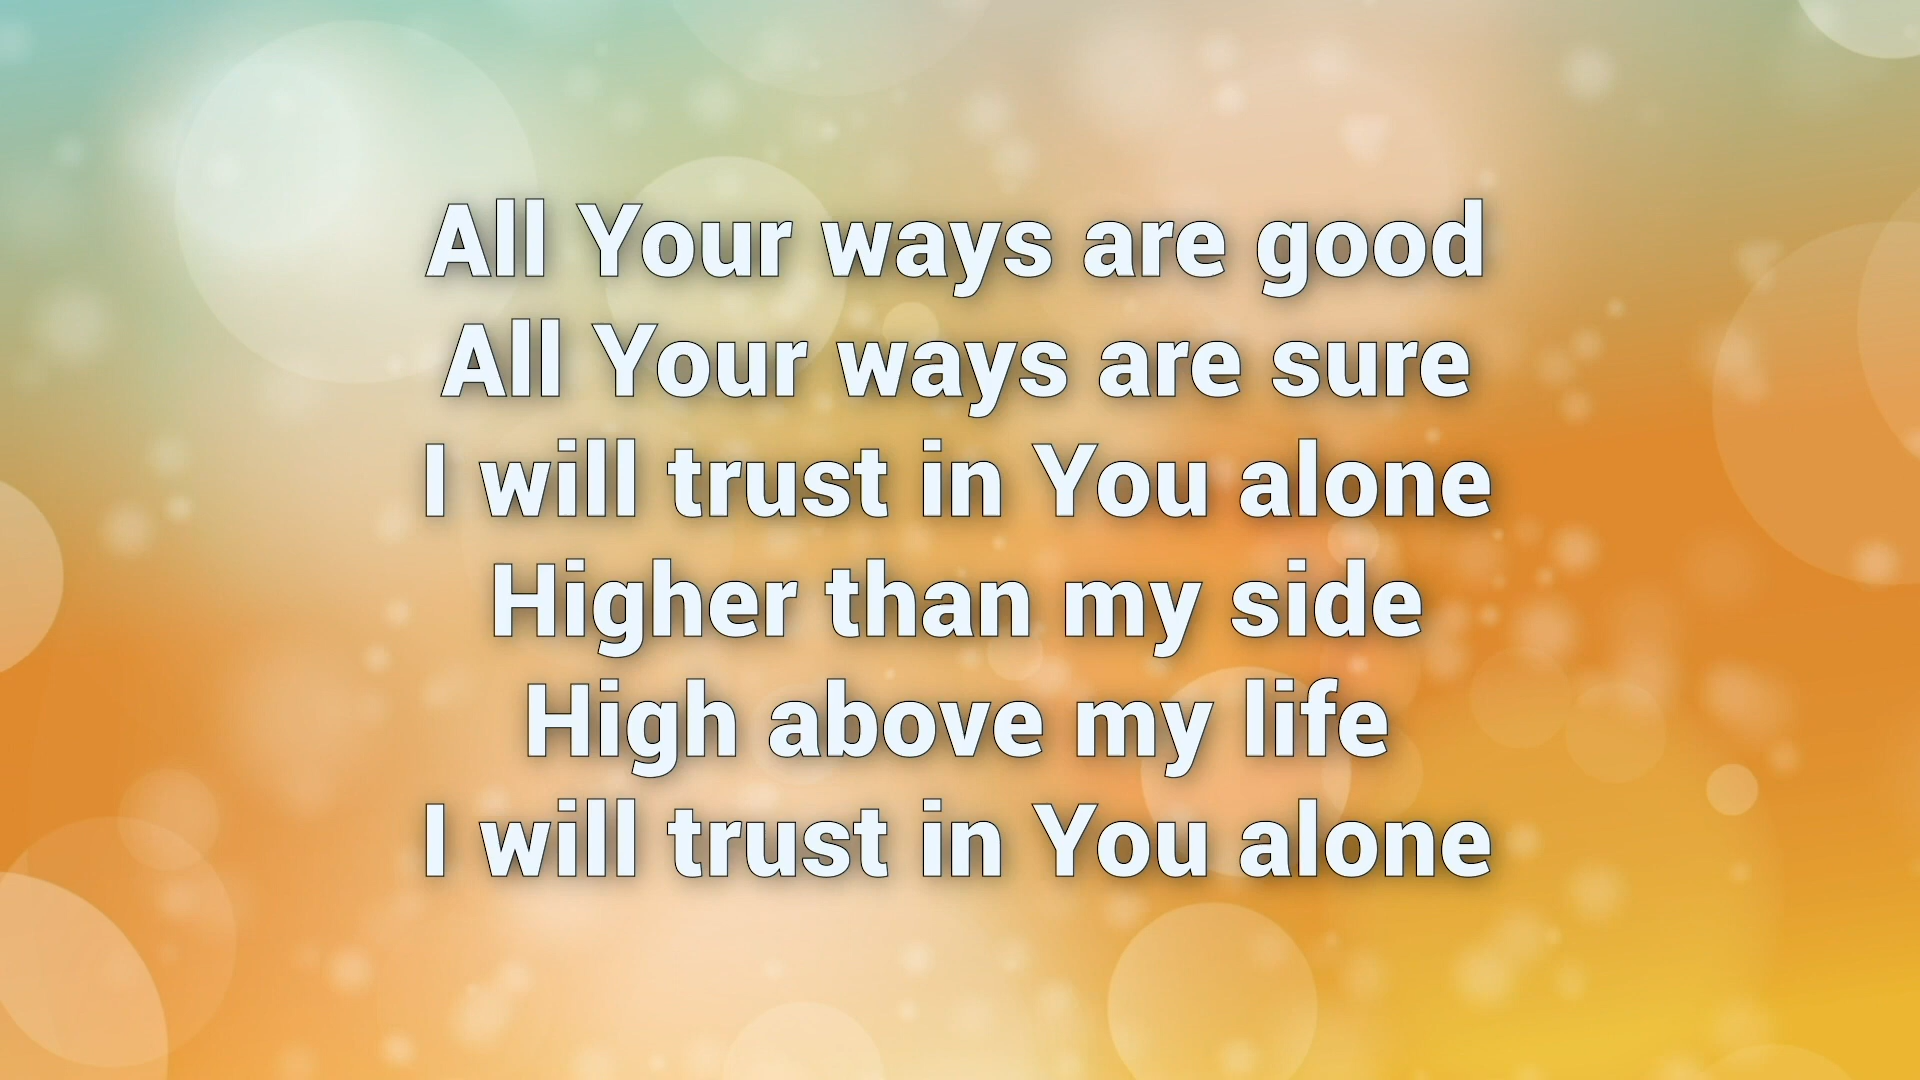 All Your ways are good
All Your ways are sure
I will trust in You alone
Higher than my side
High above my life
I will trust in You alone